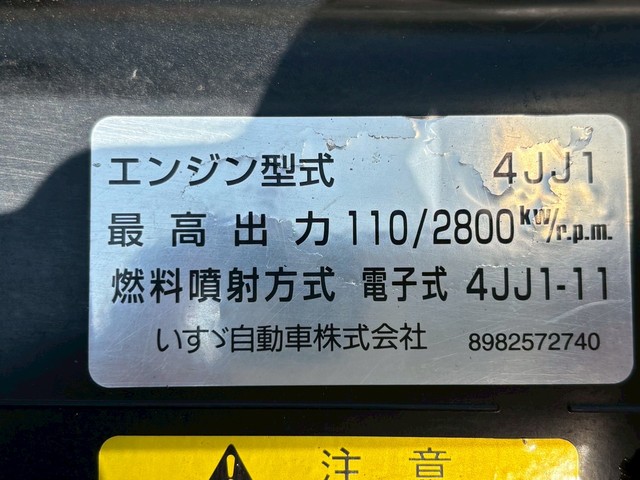 エンジン型式 4JJ1
最高出力 110/2800 kW/r.p.m.
燃料噴射方式 電子式 4JJ1-11
いすゞ自動車株式会社 8982572740
注意